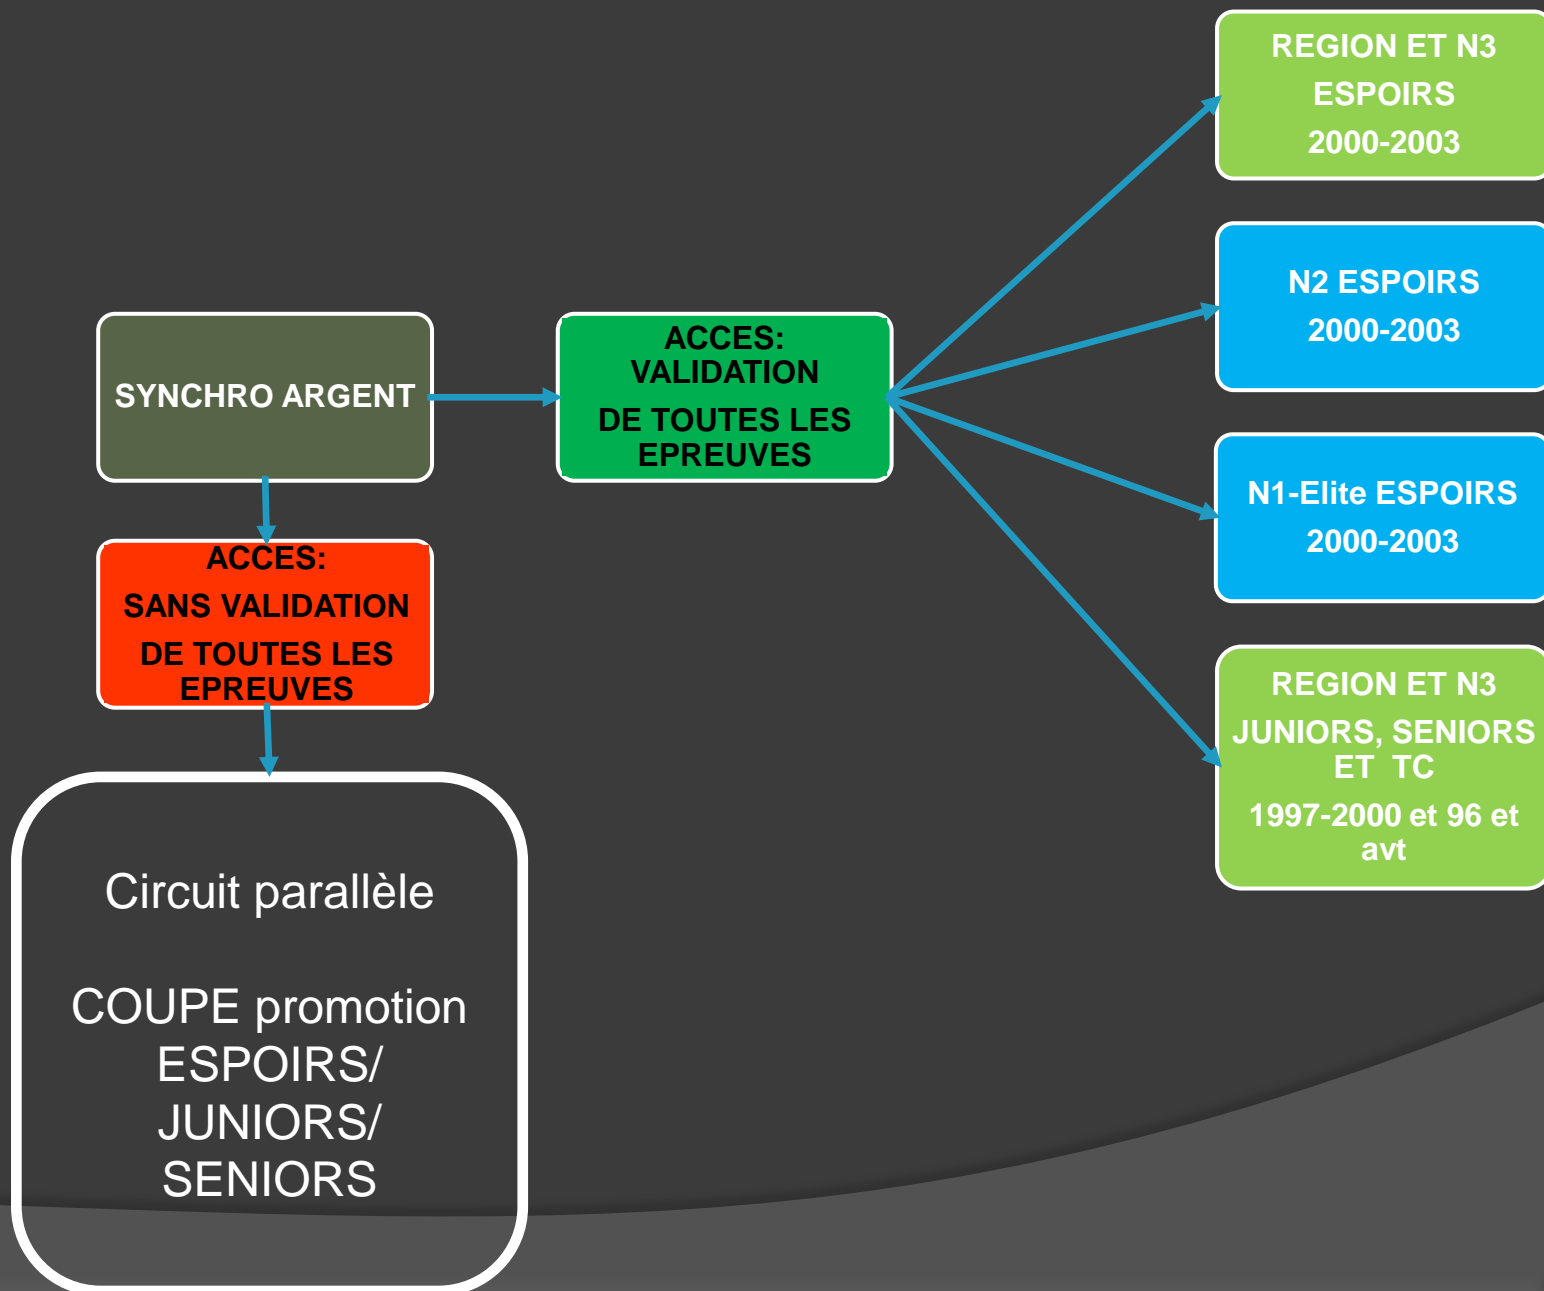 SYNCHRO ARGENT
ACCES:
VALIDATION
DE TOUTES LES
EPREUVES
REGION ET N3
ESPOIRS
2000-2003
N2 ESPOIRS
2000-2003
N1-Elite ESPOIRS
2000-2003
REGION ET N3
JUNIORS, SENIORS
ET TC
1997-2000 et 96 et
avt
ACCES:
SANS VALIDATION
DE TOUTES LES
EPREUVES
Circuit parallèle
COUPE promotion
ESPOIRS/
JUNIORS/
SENIORS